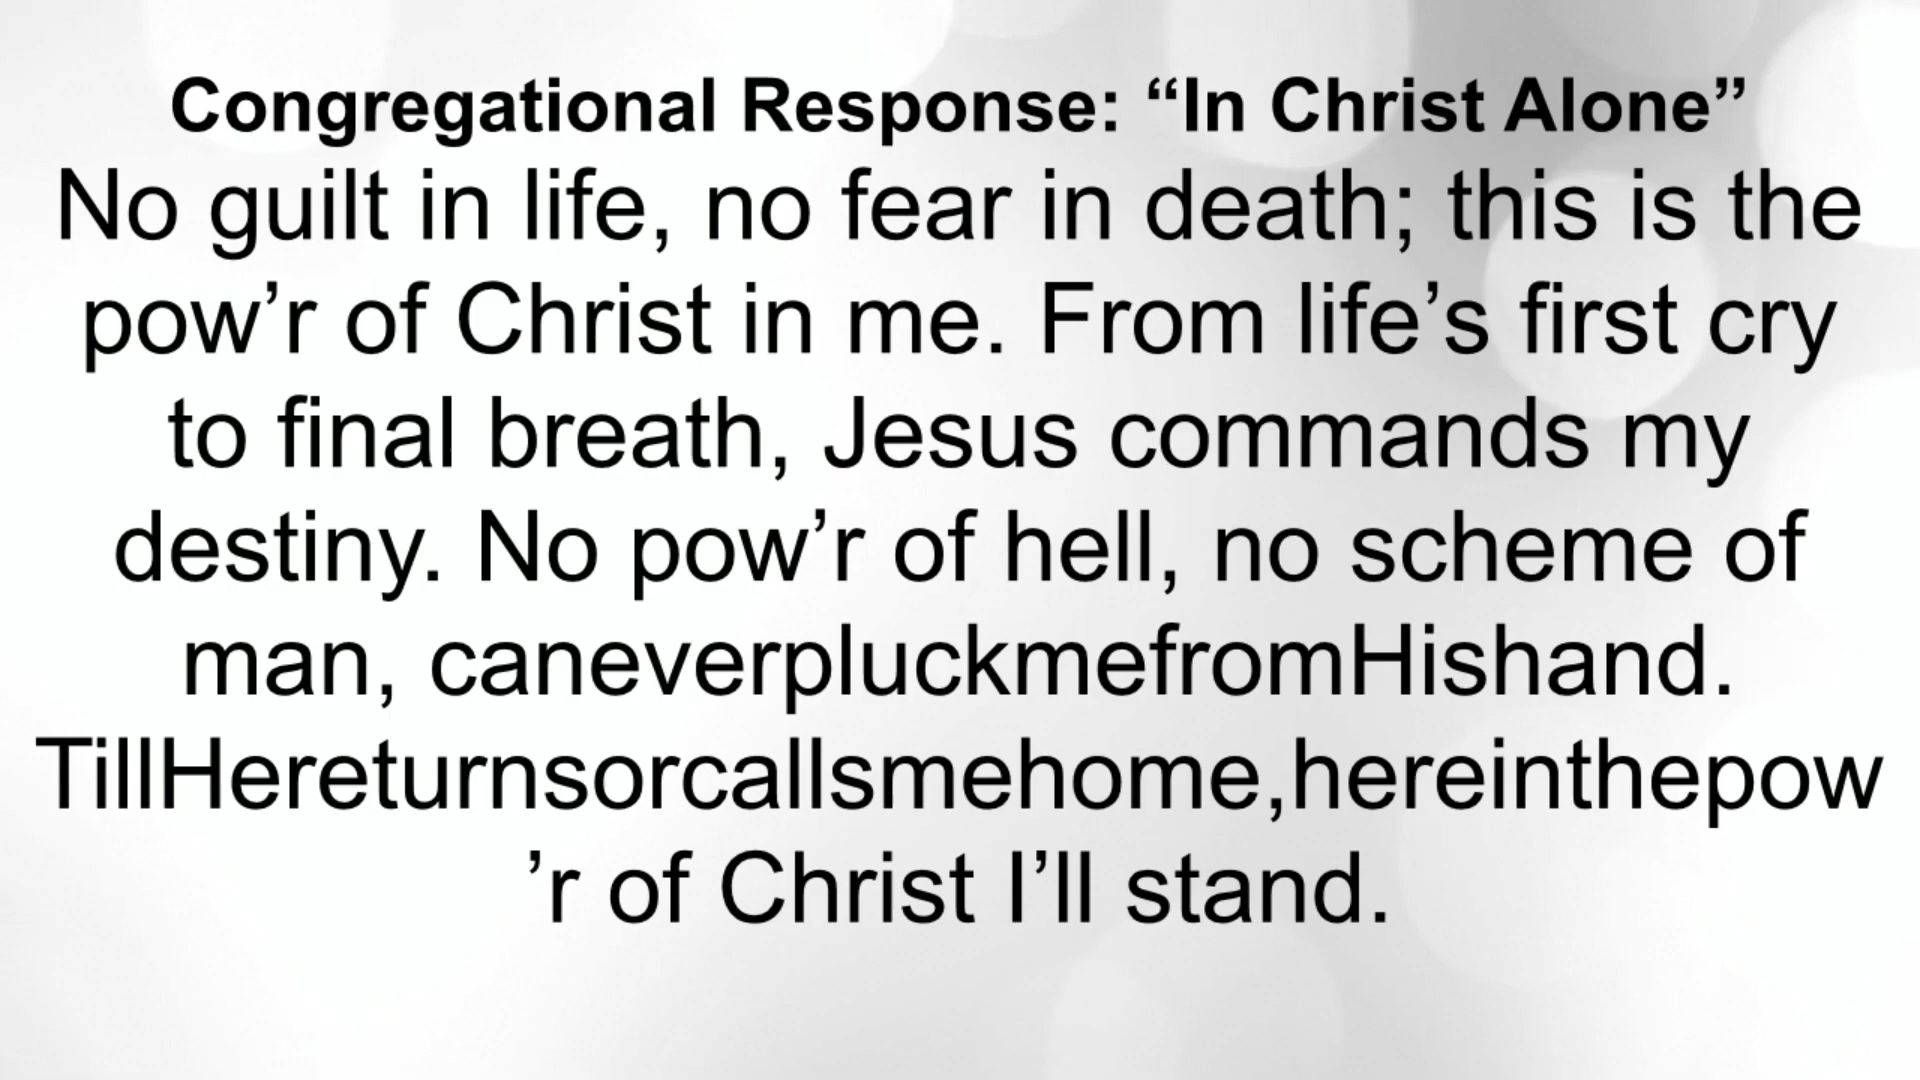 Congregational Response: “In Christ Alone”
No guilt in life, no fear in death; this is the
pow’r of Christ in me. From life’s first cry
to final breath, Jesus commands my
destiny. No pow’r of hell, no scheme of
man, caneverpluckmefromHishand.
TillHereturnsorcallsmehome,hereinthepow
’r of Christ I’ll stand.